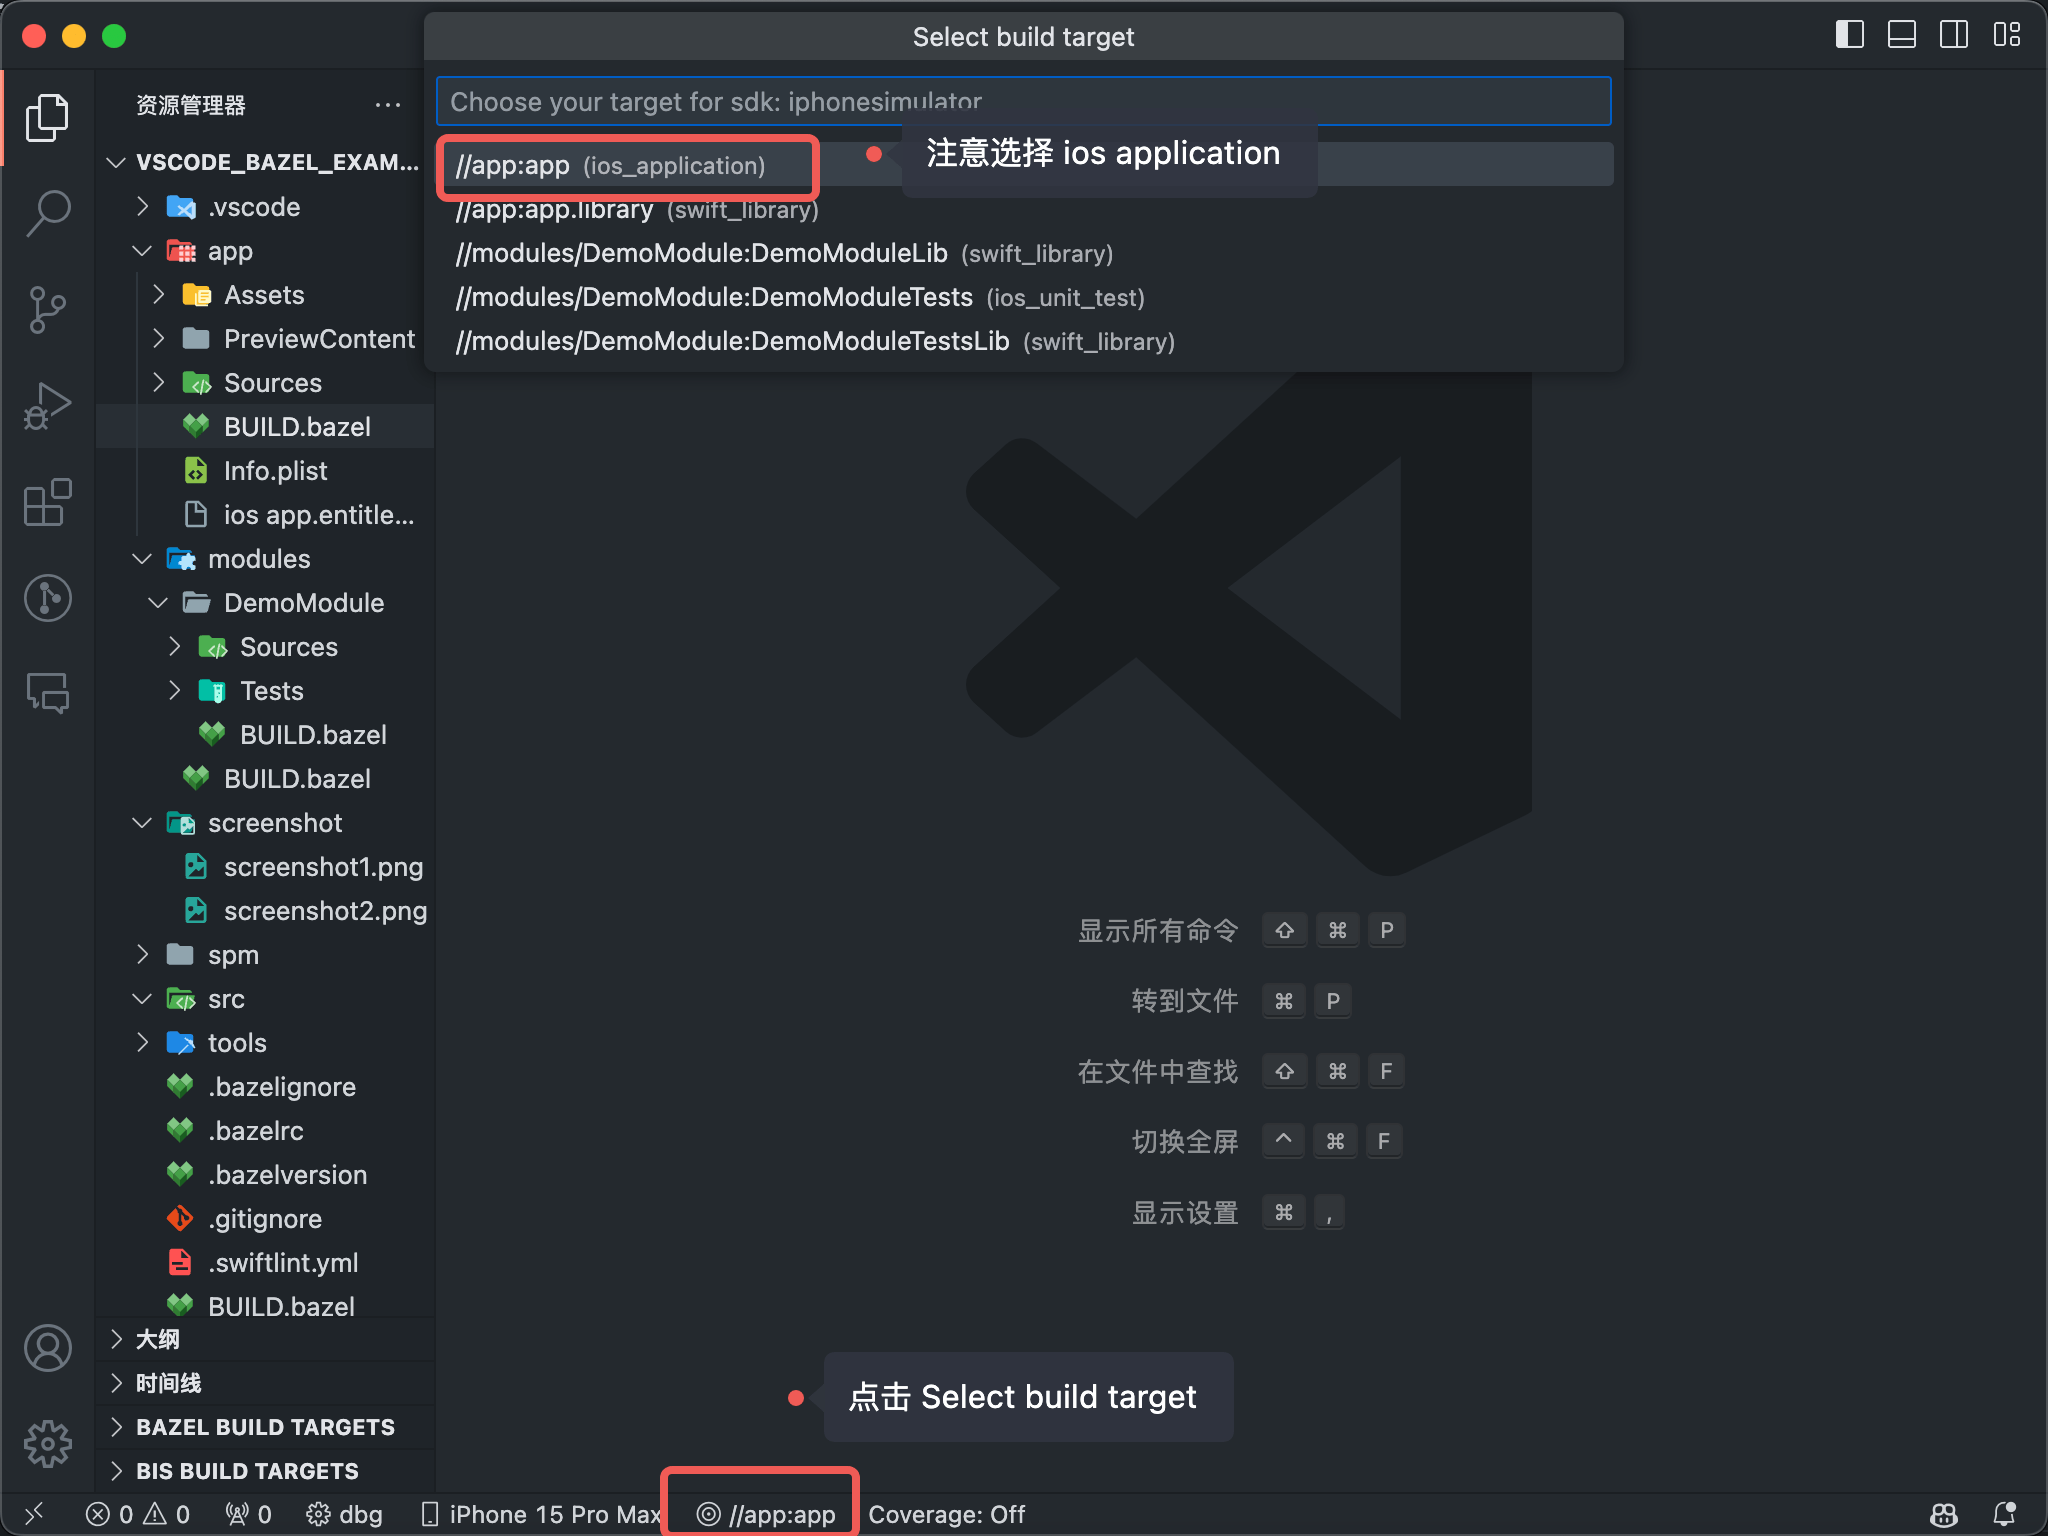 Select build target
Choose your target for sdk: iphonesimulator
//app:app (ios_application)
注意选择 ios application
//app:app.library (swift_library)
//modules/DemoModule:DemoModuleLib (swift_library)
//modules/DemoModule:DemoModuleTests (ios_unit_test)
//modules/DemoModule:DemoModuleTestsLib (swift_library)
资源管理器
VSCODE_BAZEL_EXAM...
.vscode
app
Assets
PreviewContent
Sources
BUILD.bazel
Info.plist
ios app.entitle...
modules
DemoModule
Sources
Tests
BUILD.bazel
BUILD.bazel
screenshot
screenshot1.png
screenshot2.png
spm
src
tools
.bazelignore
.bazelrc
.bazelversion
.gitignore
.swiftlint.yml
BUILD.bazel
大纲
时间线
BAZEL BUILD TARGETS
BIS BUILD TARGETS
显示所有命令 ⇧ ⌘ P
转到文件 ⌘ P
在文件中查找 ⇧ ⌘ F
切换全屏 ^ ⌘ F
显示设置 ⌘ ,
点击 Select build target
0 0 0 dbg iPhone 15 Pro Max //app:app Coverage: Off